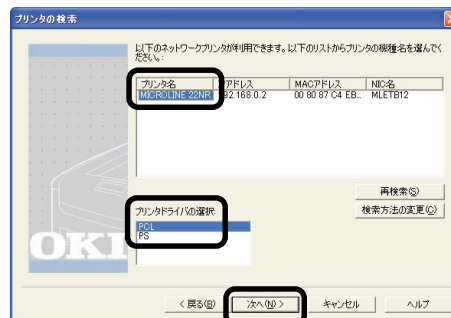 プリンタの検索
以下のネットワークプリンタが利用できます。以下のリストからプリンタの機種名を選んでく
ださい。:
プリンタ名 アドレス MACアドレス NIC名
MICROLINE 22NR 92.168.0.2 00 80 87 C4 EB... MLETB12
再検索(S)
プリンタドライバの選択: 検索方法の変更(C)
PCL
PS
OKI
< 戻る(B) 次へ(N) > キャンセル ヘルプ